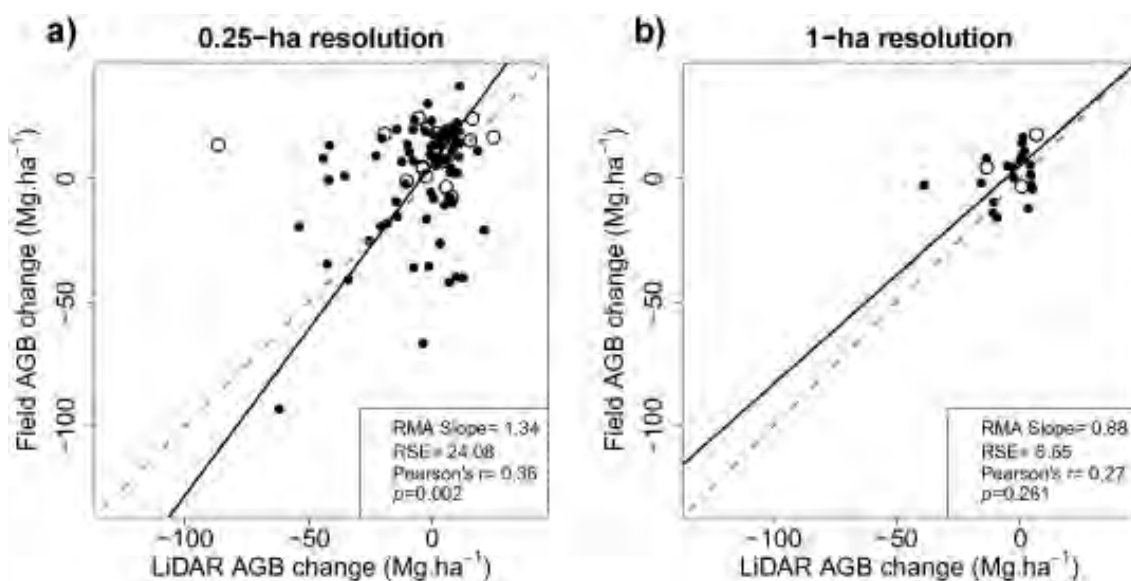 a)
0.25−ha resolution
Field AGB change (Mg.ha−1)
0
−50
−100
−100
−50
0
LiDAR AGB change (Mg.ha−1)
RMA Slope= 1.34
RSE= 24.08
Pearson's r= 0.36
p=0.002
b)
1−ha resolution
Field AGB change (Mg.ha−1)
0
−50
−100
−100
−50
0
LiDAR AGB change (Mg.ha−1)
RMA Slope= 0.88
RSE= 8.65
Pearson's r= 0.27
p=0.261